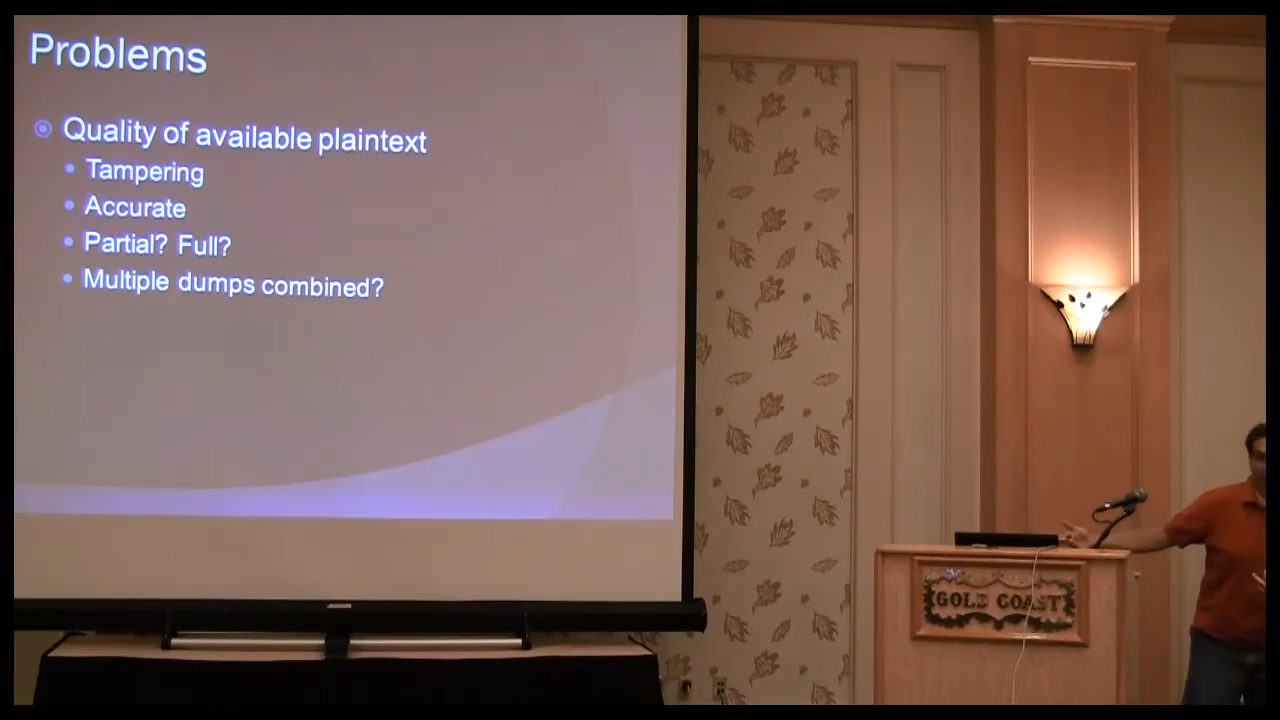 Problems
Quality of available plaintext
Tampering
Accurate
Partial? Full?
Multiple dumps combined?
GOLD COAST